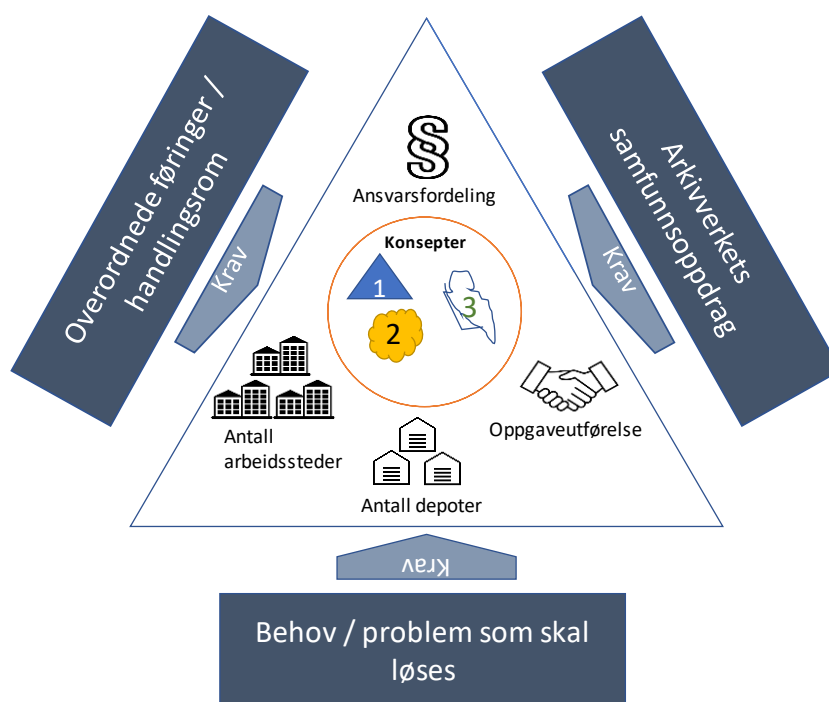 Overordnede føringer /
handlingsrom
Krav
Arkivverkets
samfunnsoppdrag
Krav
§
Ansvarsfordeling
Konsepter
1
2
3
Antall
arbeidssteder
Antall depoter
Oppgaveutførelse
Krav
Behov / problem som skal
løses